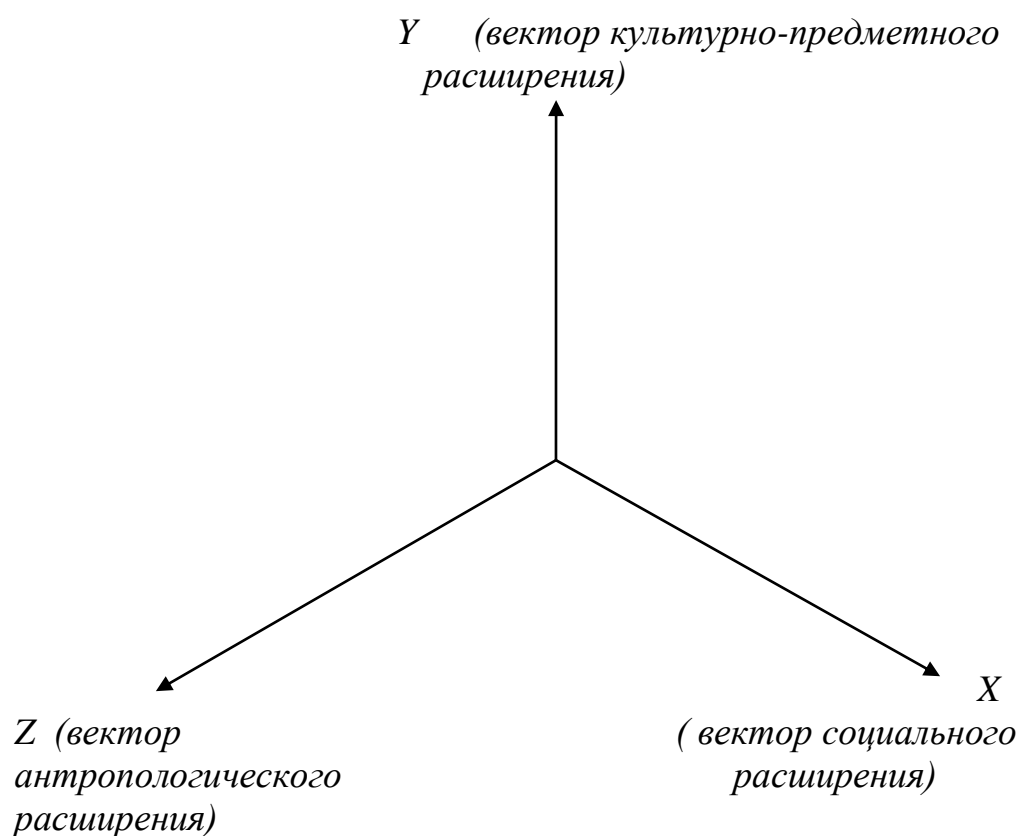 Y (вектор культурно-предметного
расширения)
X
Z (вектор
антропологического
расширения)
( вектор социального
расширения)